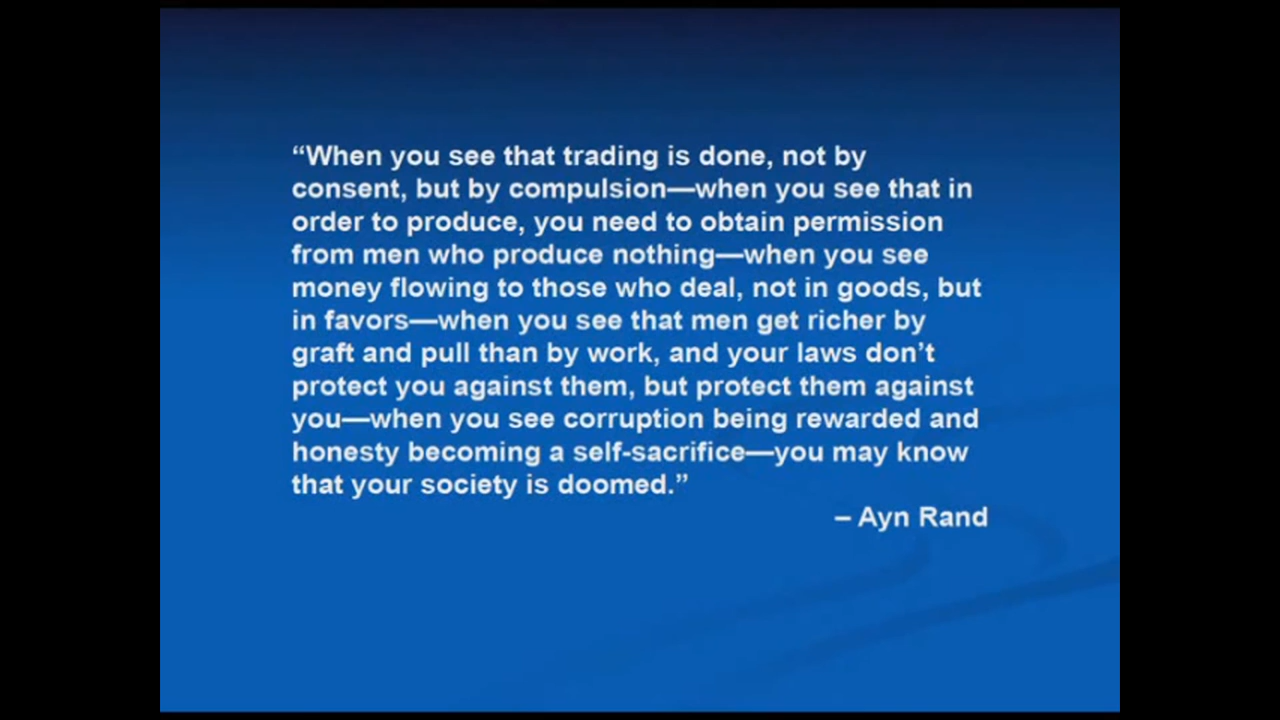 “When you see that trading is done, not by
consent, but by compulsion—when you see that in
order to produce, you need to obtain permission
from men who produce nothing—when you see
money flowing to those who deal, not in goods, but
in favors—when you see that men get richer by
graft and pull than by work, and your laws don’t
protect you against them, but protect them against
you—when you see corruption being rewarded and
honesty becoming a self-sacrifice—you may know
that your society is doomed.”
– Ayn Rand